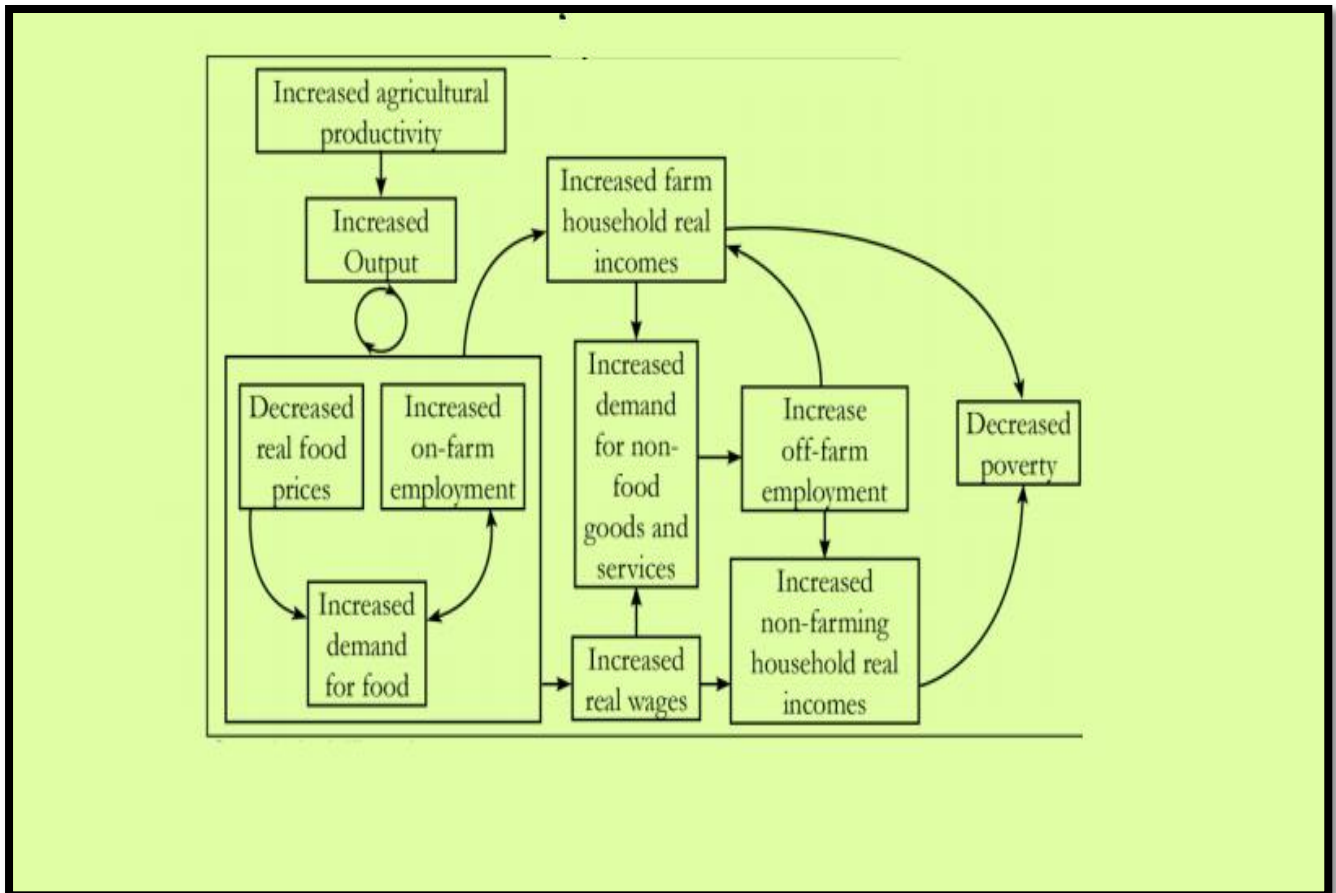 Increased agricultural
productivity
Increased
Output
Increased farm
household real
incomes
Decreased
real food
prices
Increased
on-farm
employment
Increased
demand
for food
Increased
demand
for non-
food
goods and
services
Increase
off-farm
employment
Decreased
poverty
Increased
real wages
Increased
non-farming
household real
incomes